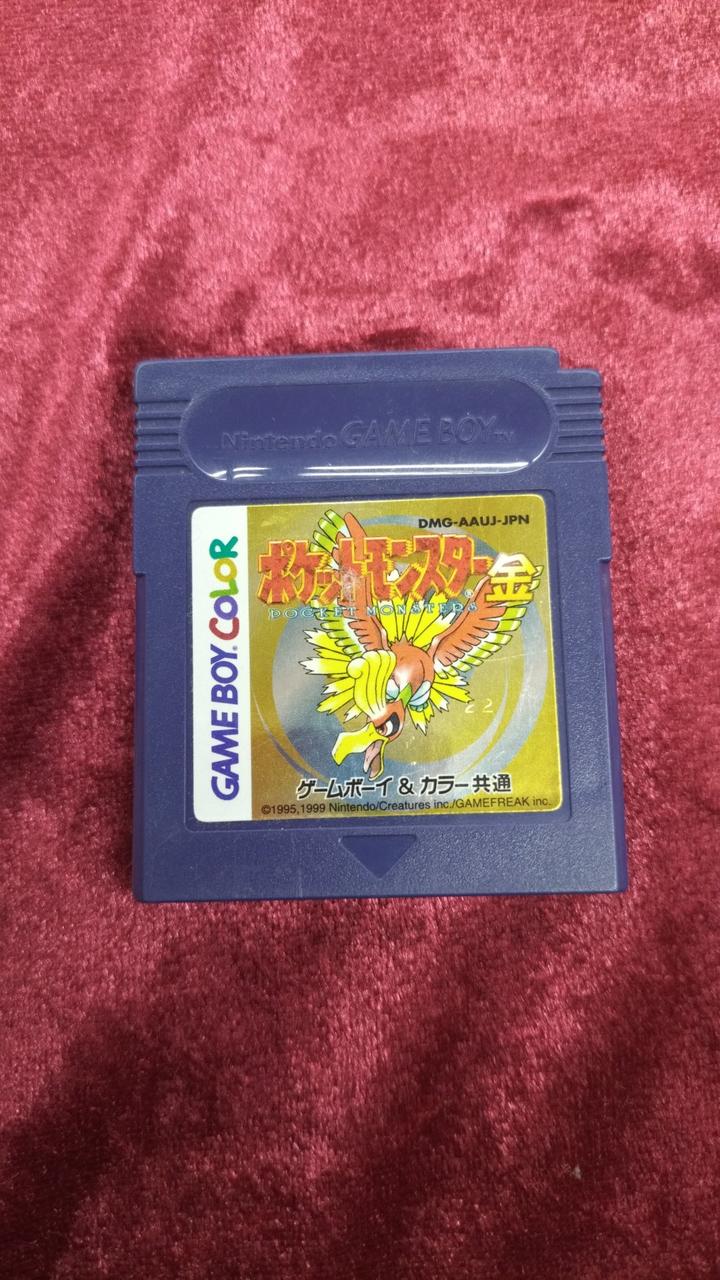 Nintendo GAME BOY TM
GAME BOY COLOR
DMG-AAUJ-JPN
ポケットモンスター® 金
POCKET MONSTERS
22
ゲームボーイ & カラー共通
©1995,1999 Nintendo/Creatures inc./GAMEFREAK inc.